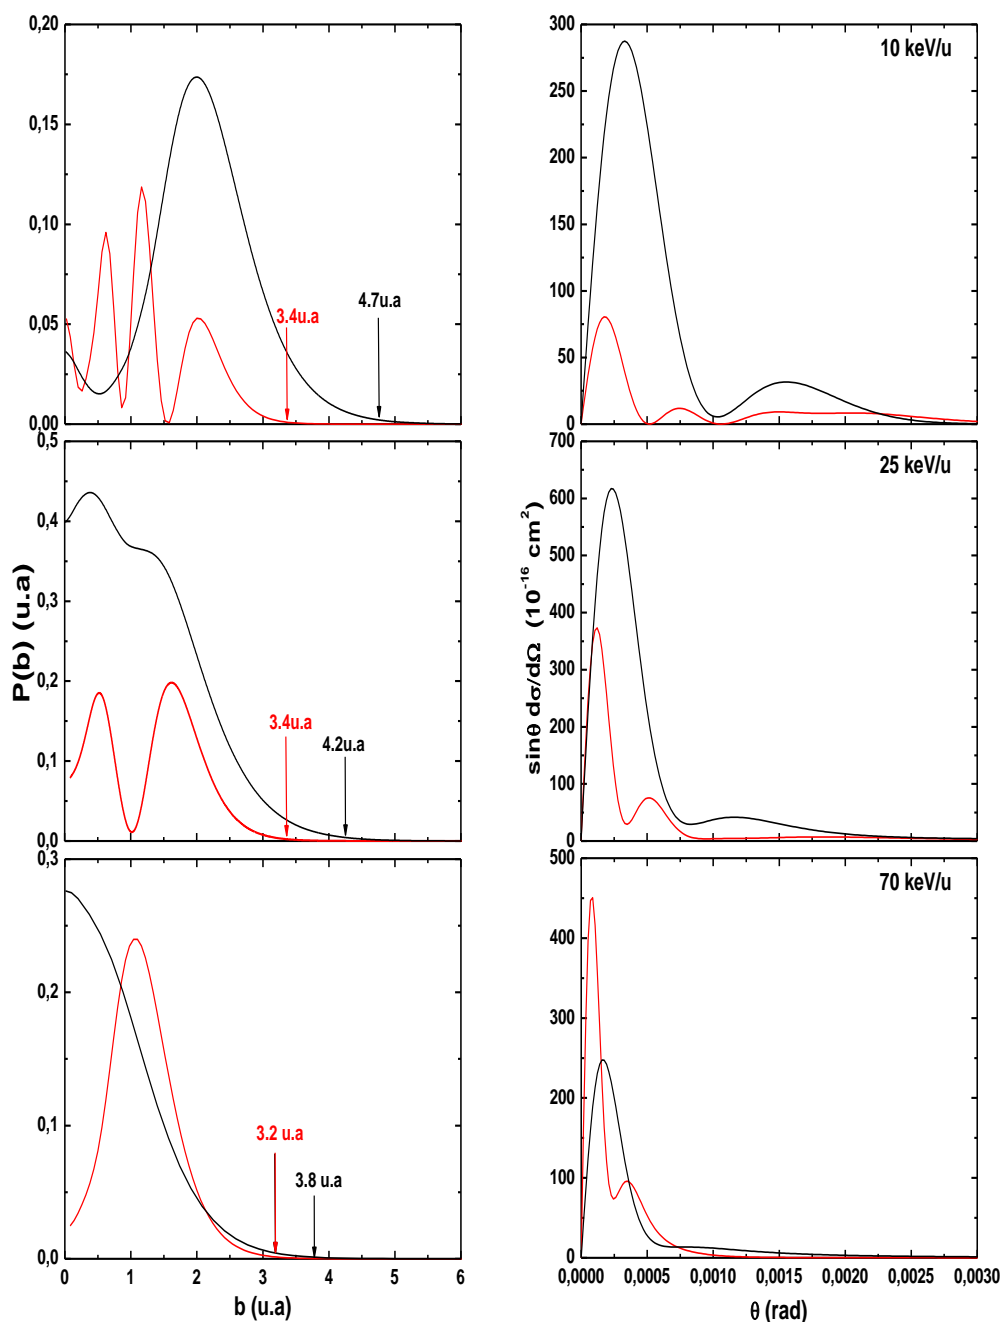 0,20
0,15
0,10
0,05
0,00
4.7u.a
3.4u.a
300
250
200
150
100
50
0
10 keV/u
0,5
0,4
0,3
0,2
0,1
0,0
P(b) (u.a)
3.4u.a
4.2u.a
700
600
500
400
300
200
100
0
sinθ dσ/dΩ (10⁻¹⁶ cm²)
25 keV/u
0,3
0,2
0,1
0,0
3.2 u.a
3.8 u.a
0 1 2 3 4 5 6
b (u.a)
500
450
400
350
300
250
200
150
100
50
0
70 keV/u
0,0000 0,0005 0,0010 0,0015 0,0020 0,0025 0,0030
θ (rad)